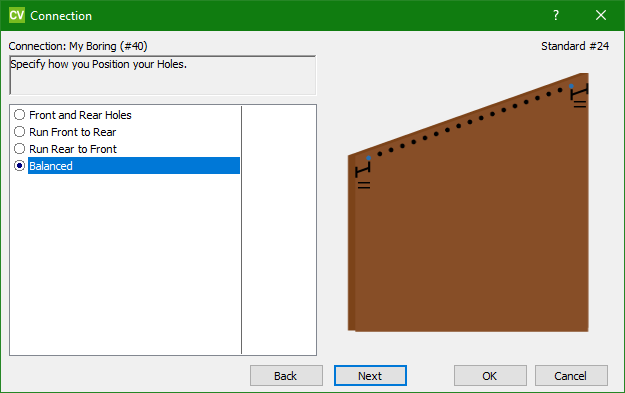 CV Connection ?
Connection: My Boring (#40) Standard #24
Specify how you Position your Holes.
Front and Rear Holes
Run Front to Rear
Run Rear to Front
Balanced
Back Next OK Cancel